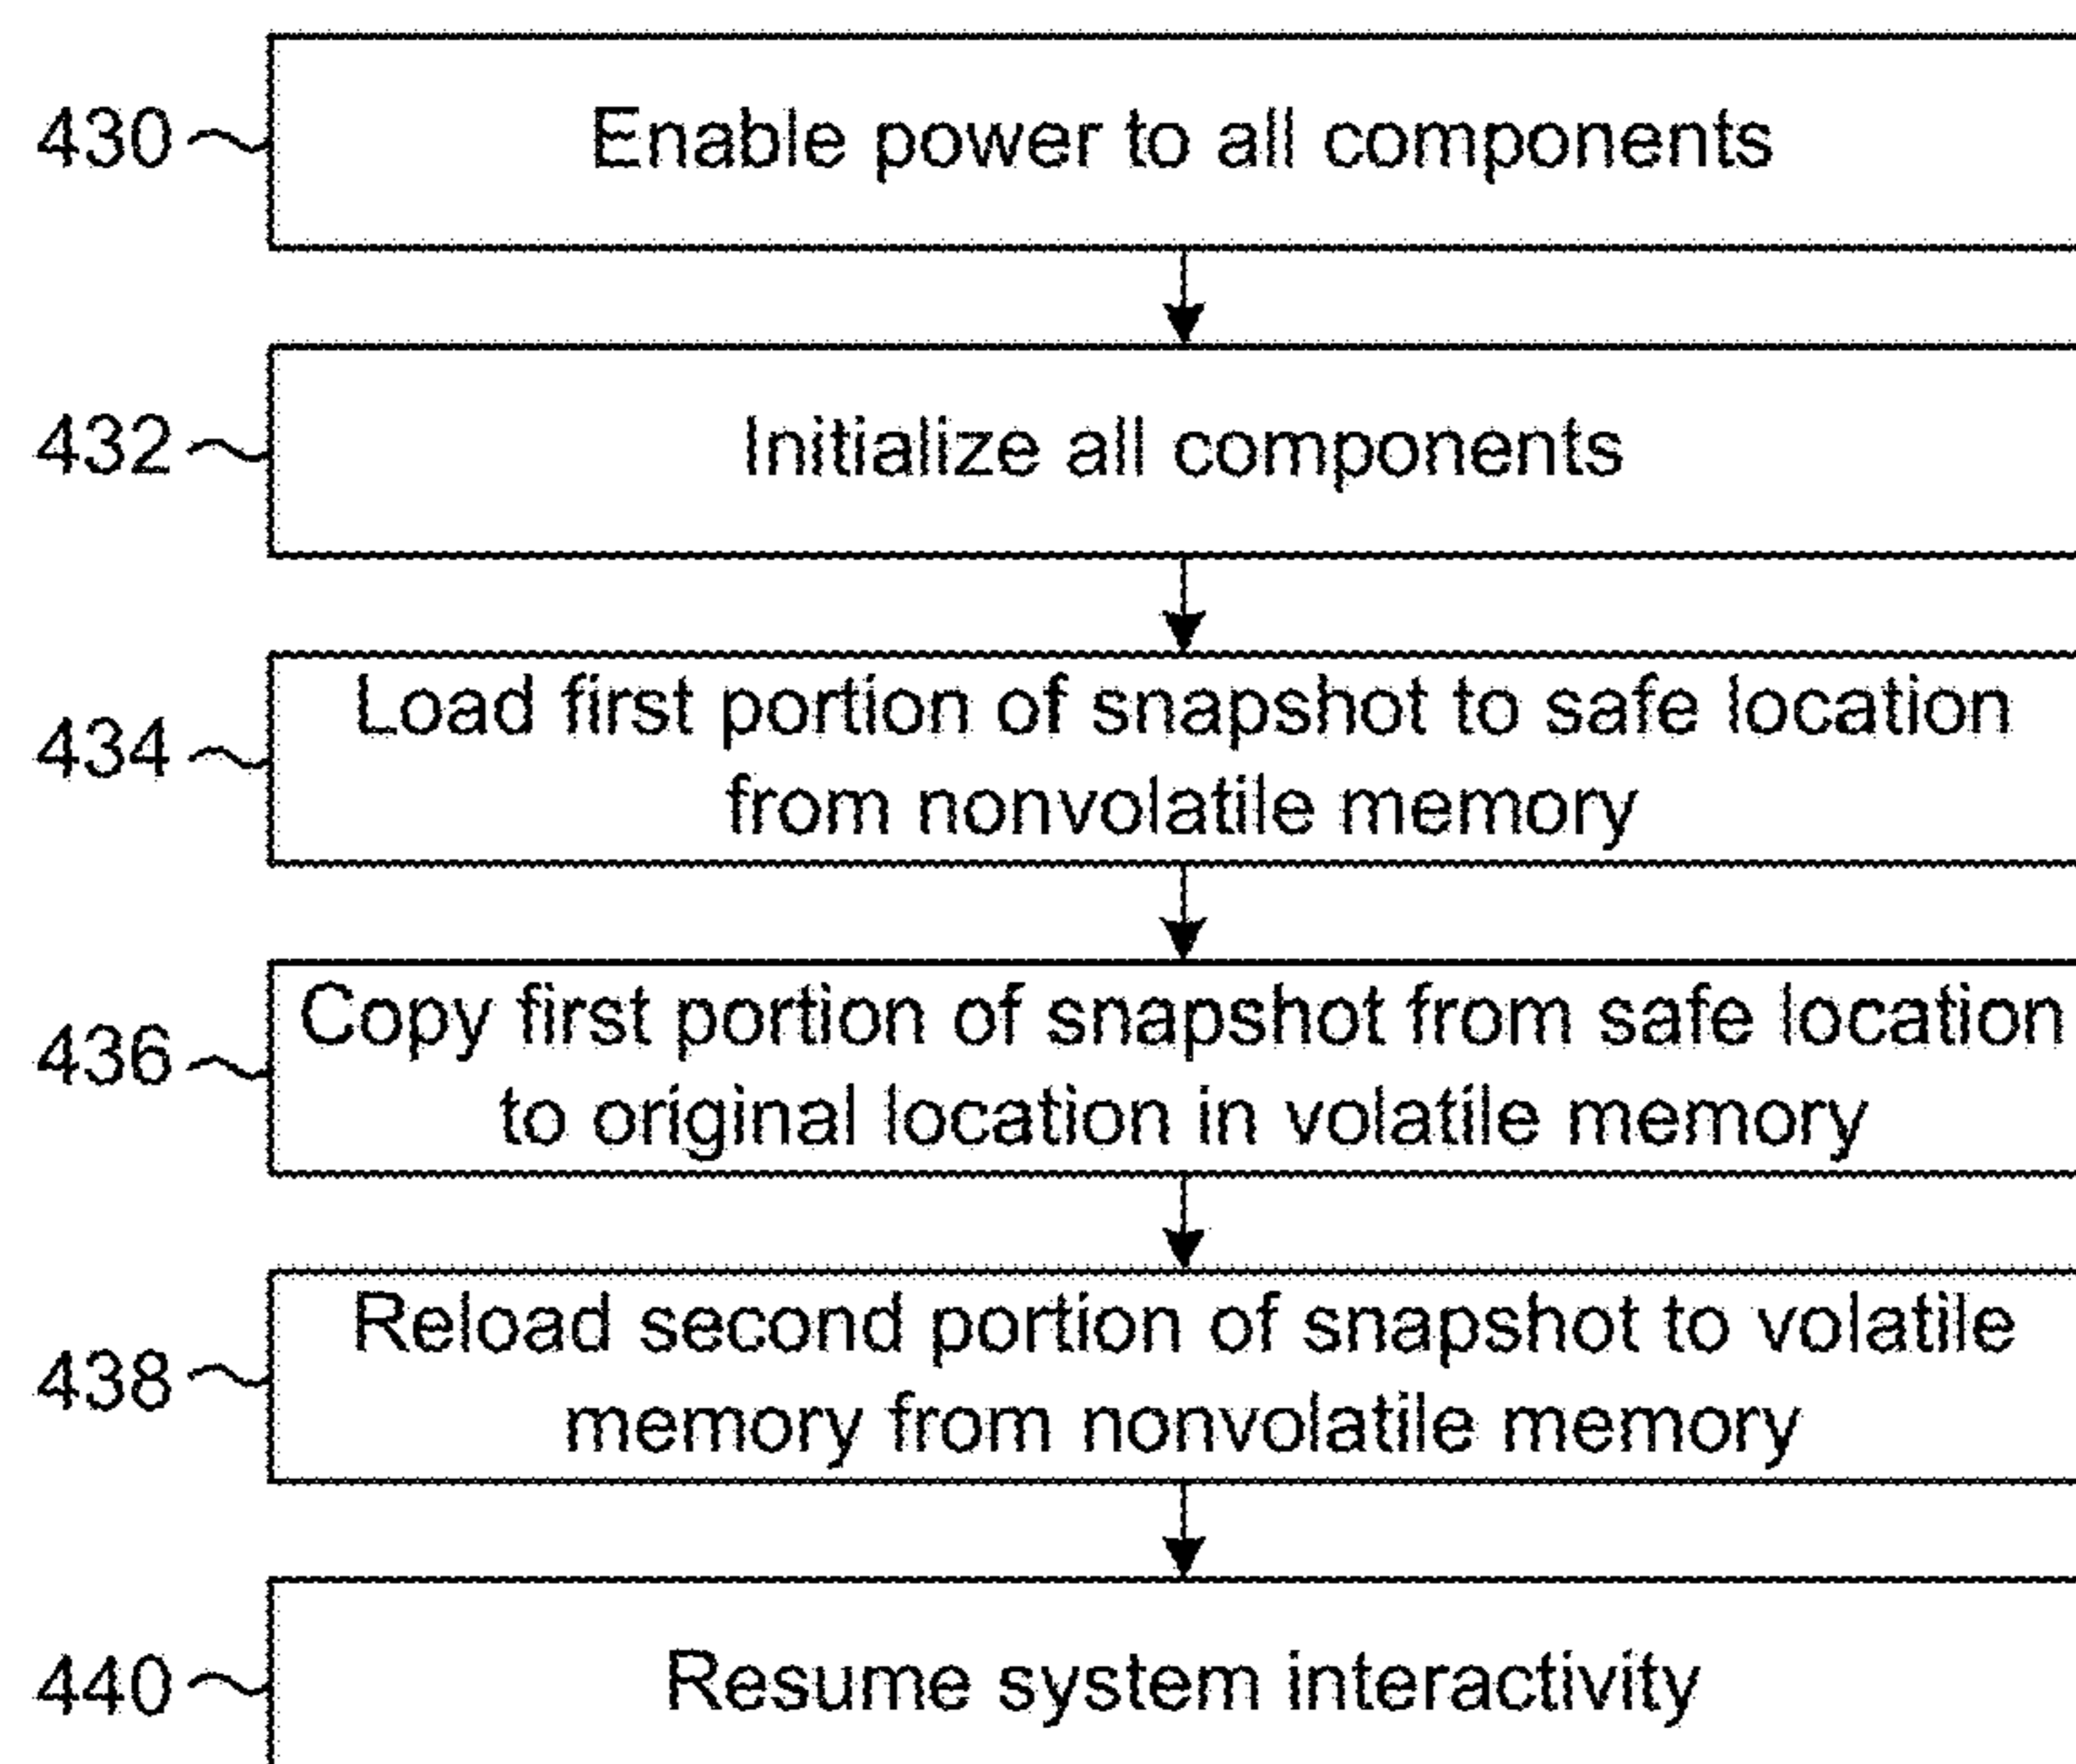 430
Enable power to all components
432
Initialize all components
434
Load first portion of snapshot to safe location
from nonvolatile memory
436
Copy first portion of snapshot from safe location
to original location in volatile memory
438
Reload second portion of snapshot to volatile
memory from nonvolatile memory
440
Resume system interactivity